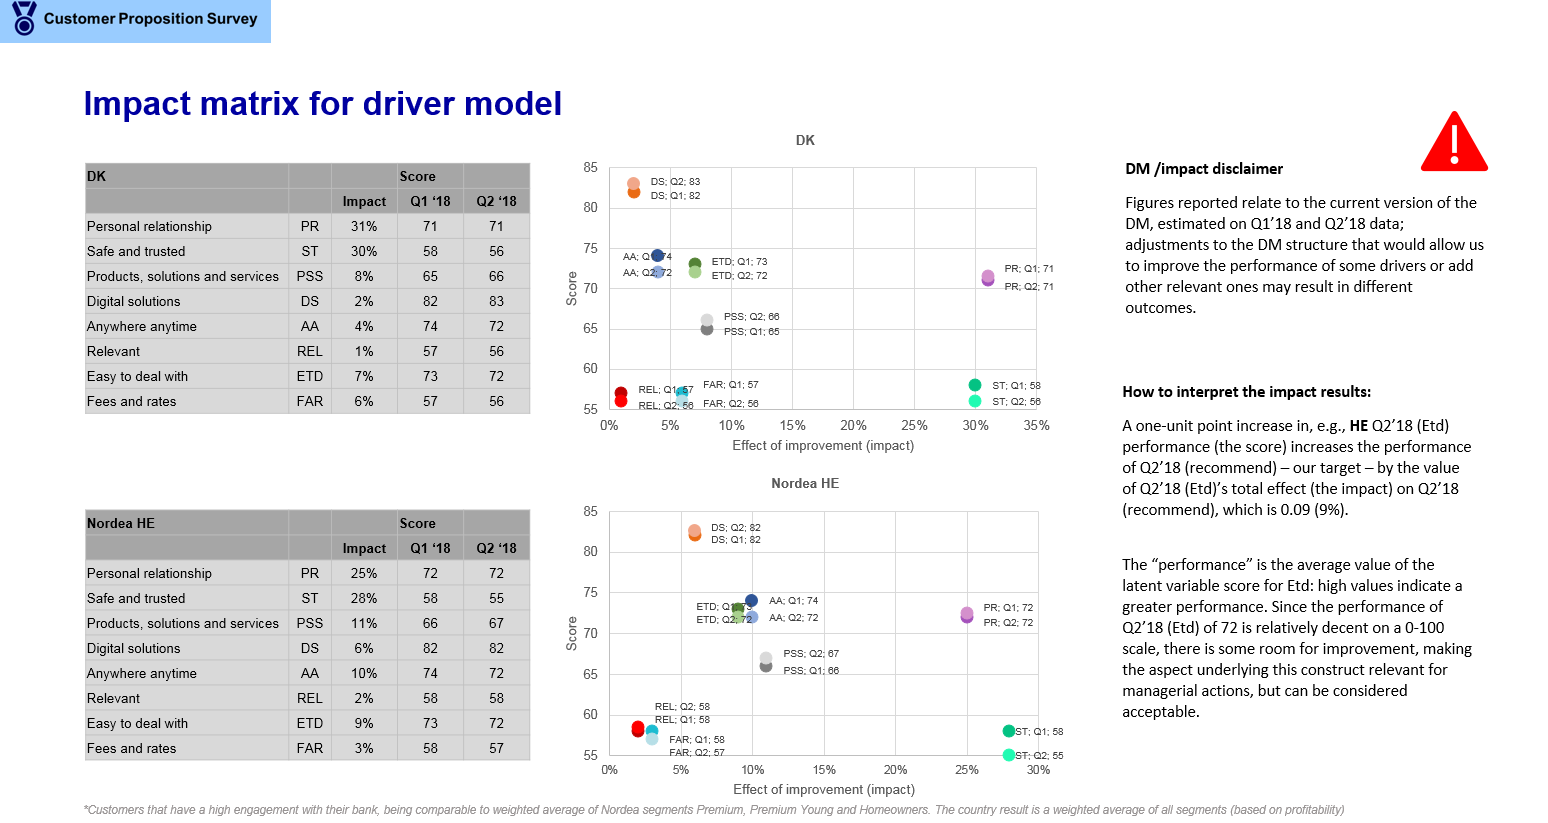 Customer Proposition Survey
Impact matrix for driver model
DK Score
Impact Q1 ‘18 Q2 ‘18
Personal relationship PR 31% 71 71
Safe and trusted ST 30% 58 56
Products, solutions and services PSS 8% 65 66
Digital solutions DS 2% 82 83
Anywhere anytime AA 4% 74 72
Relevant REL 1% 57 56
Easy to deal with ETD 7% 73 72
Fees and rates FAR 6% 57 56
DK
85
80
75
70
65
60
55
Score
DS; Q2; 83
DS; Q1; 82
AA; Q1; 74
AA; Q2; 72
ETD; Q1; 73
ETD; Q2; 72
PR; Q1; 71
PR; Q2; 71
PSS; Q2; 66
PSS; Q1; 65
REL; Q1; 57
REL; Q2; 56
FAR; Q1; 57
FAR; Q2; 56
ST; Q1; 58
ST; Q2; 56
0% 5% 10% 15% 20% 25% 30% 35%
Effect of improvement (impact)
Nordea HE Score
Impact Q1 ‘18 Q2 ‘18
Personal relationship PR 25% 72 72
Safe and trusted ST 28% 58 55
Products, solutions and services PSS 11% 66 67
Digital solutions DS 6% 82 82
Anywhere anytime AA 10% 74 72
Relevant REL 2% 58 58
Easy to deal with ETD 9% 73 72
Fees and rates FAR 3% 58 57
Nordea HE
85
80
75
70
65
60
55
Score
DS; Q2; 82
DS; Q1; 82
ETD; Q1; 73
ETD; Q2; 72
AA; Q1; 74
AA; Q2; 72
PR; Q1; 72
PR; Q2; 72
PSS; Q2; 67
PSS; Q1; 66
REL; Q2; 58
REL; Q1; 58
FAR; Q1; 58
FAR; Q2; 57
ST; Q1; 58
ST; Q2; 55
0% 5% 10% 15% 20% 25% 30%
Effect of improvement (impact)
DM /impact disclaimer
Figures reported relate to the current version of the
DM, estimated on Q1’18 and Q2’18 data;
adjustments to the DM structure that would allow us
to improve the performance of some drivers or add
other relevant ones may result in different
outcomes.
How to interpret the impact results:
A one-unit point increase in, e.g., HE Q2’18 (Etd)
performance (the score) increases the performance
of Q2’18 (recommend) – our target – by the value
of Q2’18 (Etd)’s total effect (the impact) on Q2’18
(recommend), which is 0.09 (9%).
The “performance” is the average value of the
latent variable score for Etd: high values indicate a
greater performance. Since the performance of
Q2’18 (Etd) of 72 is relatively decent on a 0-100
scale, there is some room for improvement, making
the aspect underlying this construct relevant for
managerial actions, but can be considered
acceptable.
*Customers that have a high engagement with their bank, being comparable to weighted average of Nordea segments Premium, Premium Young and Homeowners. The country result is a weighted average of all segments (based on profitability)